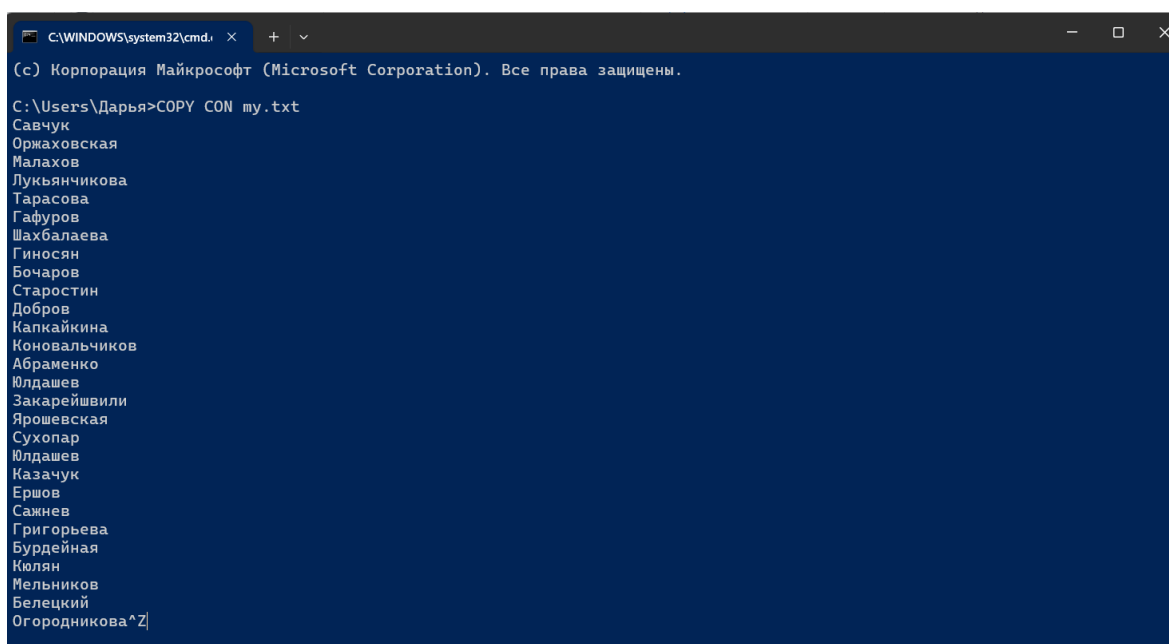 C:\WINDOWS\system32\cmd.
(c) Корпорация Майкрософт (Microsoft Corporation). Все права защищены.
C:\Users\Дарья>COPY CON my.txt
Савчук
Оржаховская
Малахов
Лукьянчикова
Тарасова
Гафуров
Шахбалаева
Гиносян
Бочаров
Старостин
Добров
Капкайкина
Коновальчиков
Абраменко
Юлдашев
Закарейшвили
Ярошевская
Сухопар
Юлдашев
Казачук
Ершов
Сажнев
Григорьева
Бурдейная
Кюлян
Мельников
Белецкий
Огородникова^Z